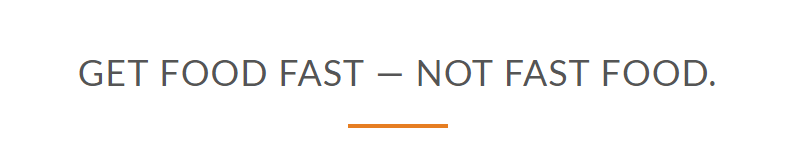 GET FOOD FAST — NOT FAST FOOD.